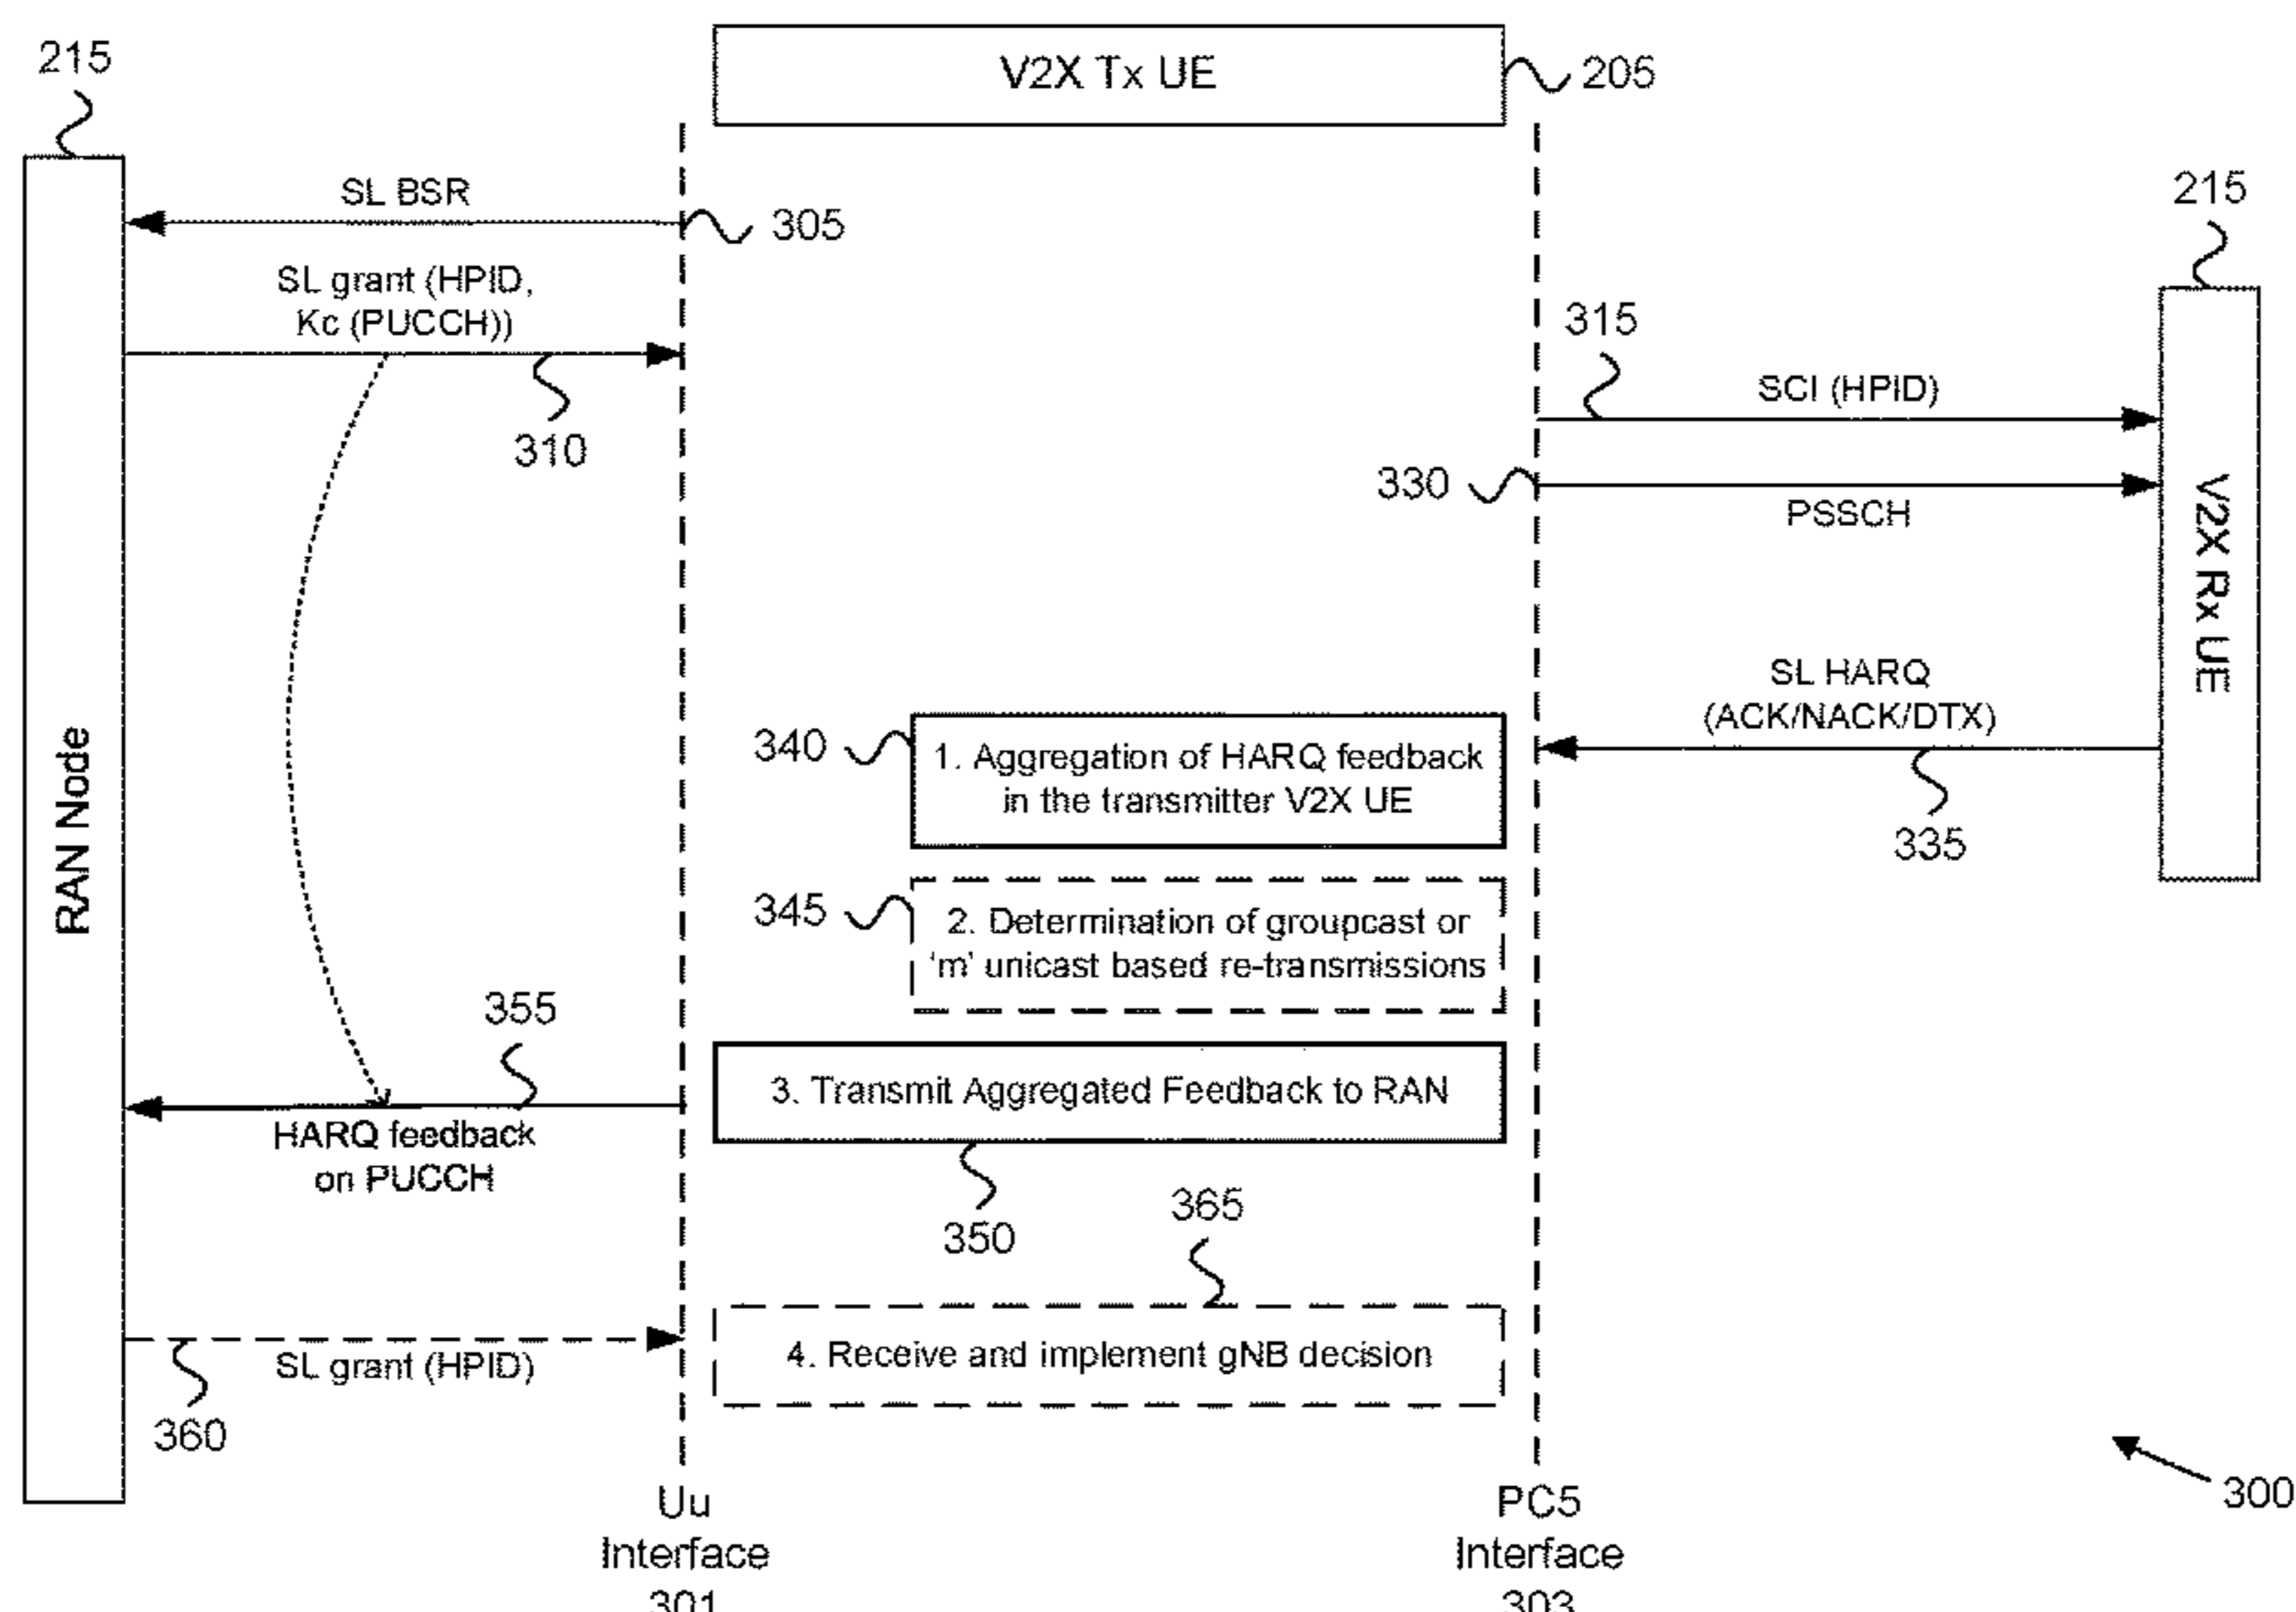 215
V2X Tx UE
205
SL BSR
305
215
SL grant (HPID,
Kc (PUCCH))
310
315
SCI (HPID)
330
PSSCH
V2X Rx UE
RAN Node
SL HARQ
(ACK/NACK/DTX)
335
340
1. Aggregation of HARQ feedback
in the transmitter V2X UE
345
2. Determination of groupcast or
'm' unicast based re-transmissions
355
3. Transmit Aggregated Feedback to RAN
HARQ feedback
on PUCCH
350
365
4. Receive and implement gNB decision
SL grant (HPID)
360
300
Uu
Interface
301
PC5
Interface
303